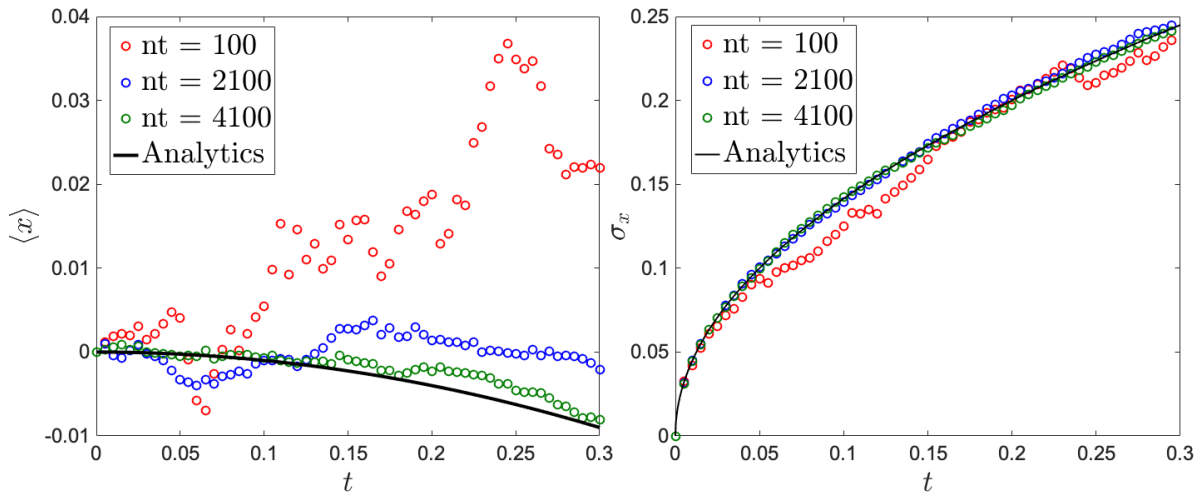 0.04
0.03
0.02
0.01
0
-0.01
⟨x⟩
nt = 100
nt = 2100
nt = 4100
Analytics
0 0.05 0.1 0.15 0.2 0.25 0.3
t
0.25
0.2
0.15
0.1
0.05
0
σx
nt = 100
nt = 2100
nt = 4100
Analytics
0 0.05 0.1 0.15 0.2 0.25 0.3
t